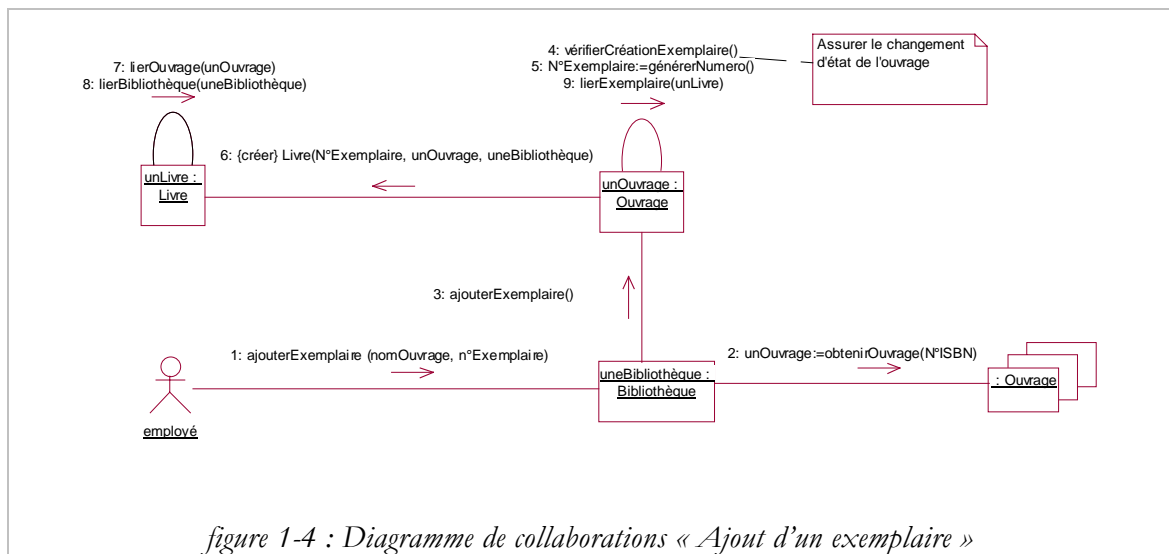 4: vérifierCréationExemplaire()
5: N°Exemplaire:=générerNumero()
9: lierExemplaire(unLivre)
Assurer le changement
d'état de l'ouvrage
7: lierOuvrage(unOuvrage)
8: lierBibliothèque(uneBibliothèque)
6: {créer} Livre(N°Exemplaire, unOuvrage, uneBibliothèque)
unLivre :
Livre
unOuvrage :
Ouvrage
3: ajouterExemplaire()
1: ajouterExemplaire (nomOuvrage, n°Exemplaire)
2: unOuvrage:=obtenirOuvrage(N°ISBN)
uneBibliothèque :
Bibliothèque
: Ouvrage
employé
figure 1-4 : Diagramme de collaborations « Ajout d'un exemplaire »